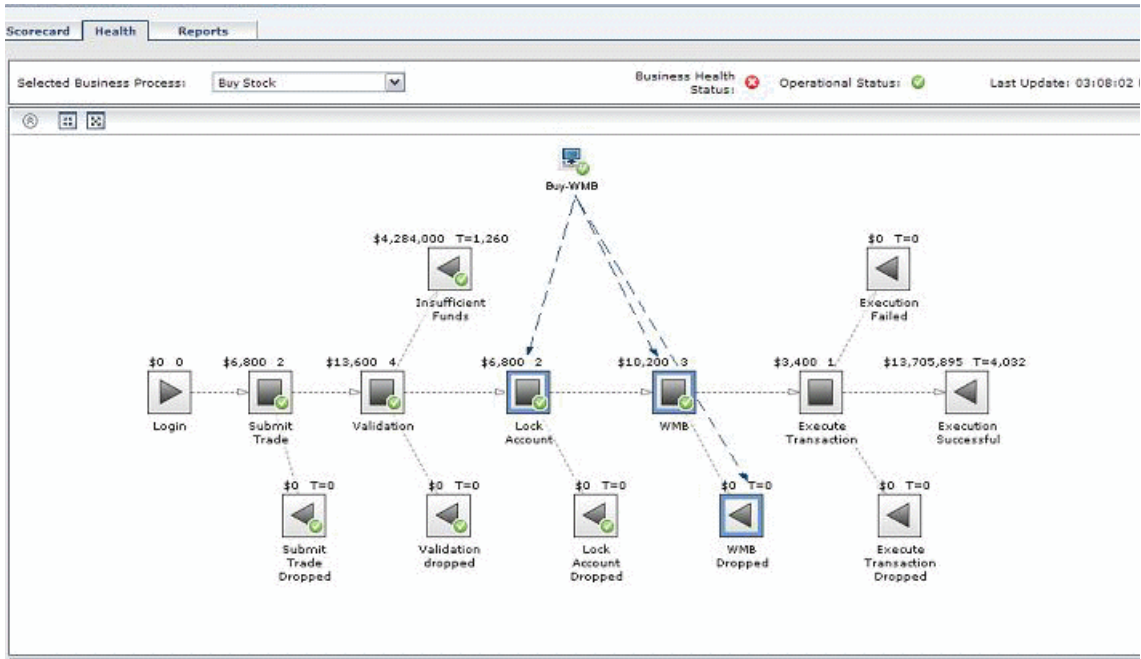 Scorecard Health Reports
Selected Business Process: Buy Stock
Business Health
Status:
Operational Status:
Last Update: 03:08:02
Buy-WMB
$4,284,000 T=1,260
Insufficient
Funds
$0 T=0
Execution
Failed
$0 0
Login
$6,800 2
Submit
Trade
$13,600 4
Validation
$6,800 2
Lock
Account
$10,200 3
WMB
$3,400 1
Execute
Transaction
$13,705,895 T=4,032
Execution
Successful
$0 T=0
Submit
Trade
Dropped
$0 T=0
Validation
dropped
$0 T=0
Lock
Account
Dropped
$0 T=0
WMB
Dropped
$0 T=0
Execute
Transaction
Dropped